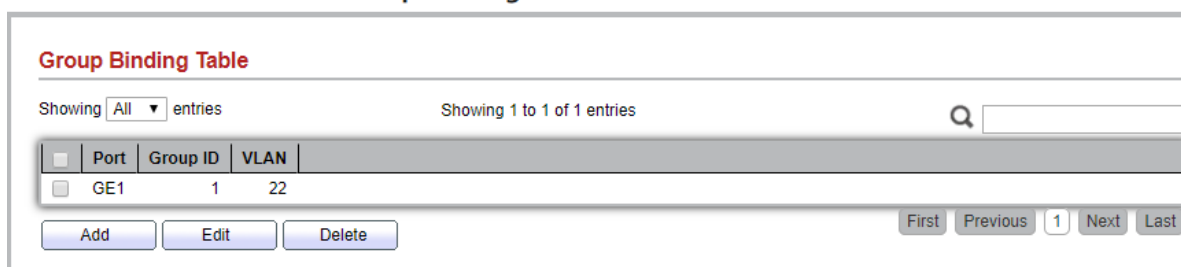 Group Binding Table
Showing All entries Showing 1 to 1 of 1 entries
Port Group ID VLAN
GE1 1 22
Add Edit Delete First Previous 1 Next Last